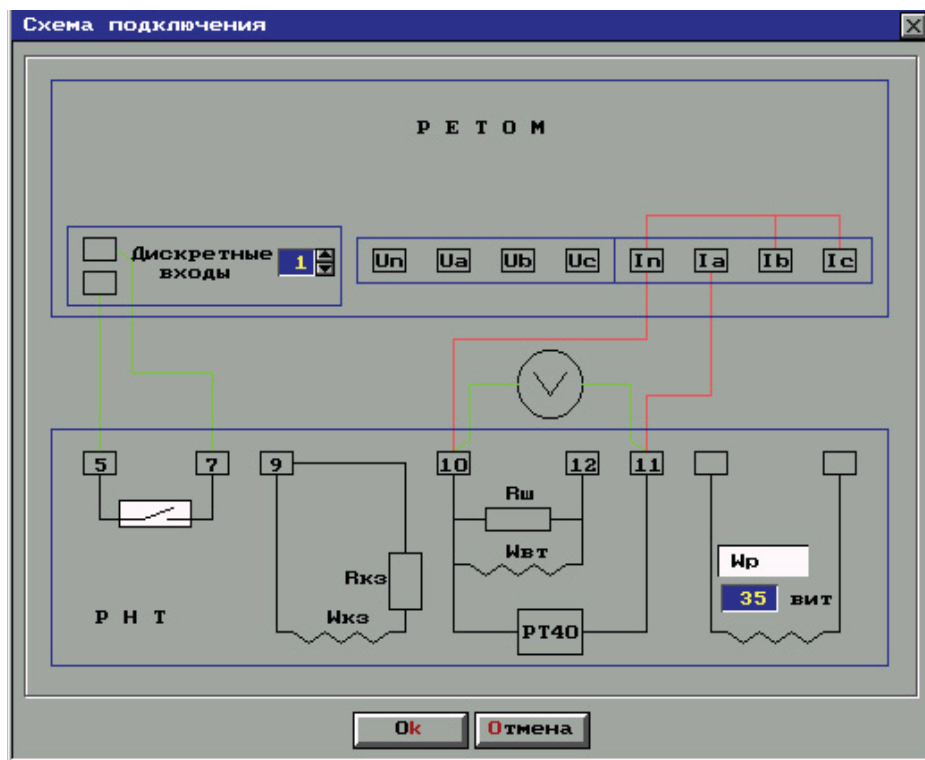 Схема подключения
Р Е Т О М
Дискретные
входы
1
Un Ua Ub Uc In Ia Ib Ic
V
5 7 9 10 12 11
Rш
Wвт
Wр
Rкз
35 вит
Р Н Т
Wкз
РТ40
Ok Отмена